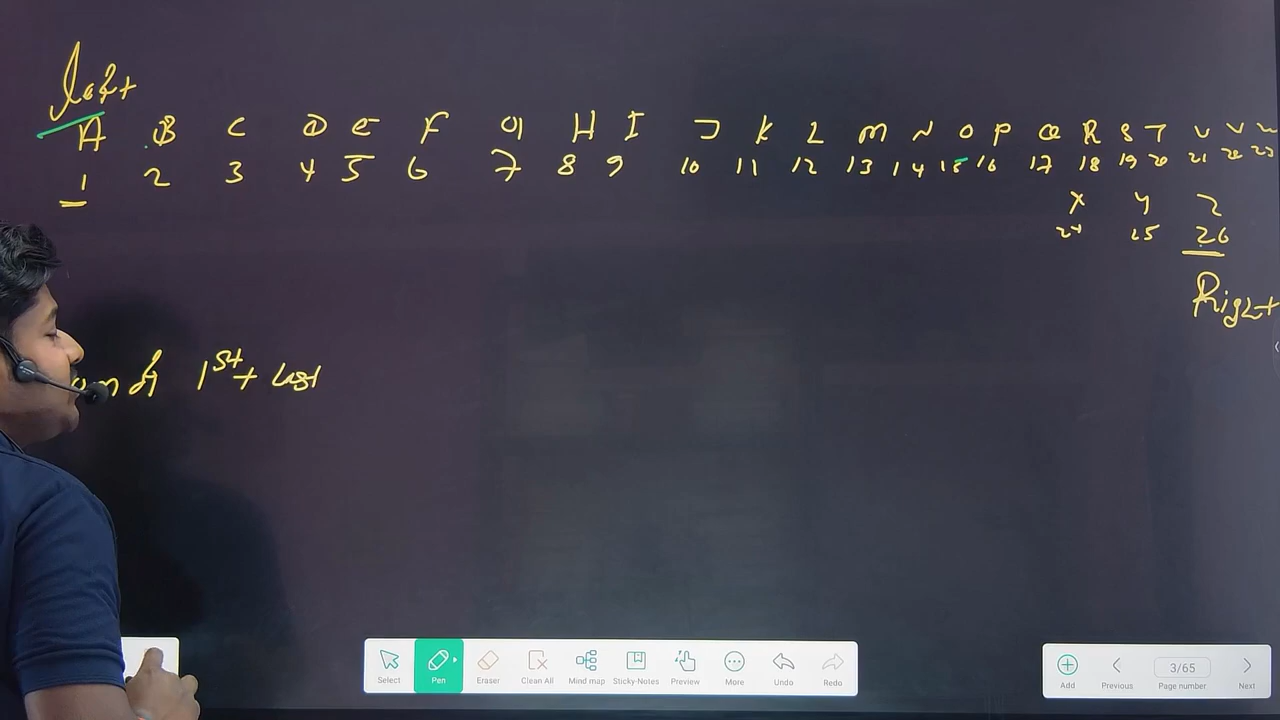 left
A B C D E F G H I J K L M N O P Q R S T U V W
1 2 3 4 5 6 7 8 9 10 11 12 13 14 15 16 17 18 19 20 21 22 23
X Y Z
24 25 26
Right
1st + last
Select Pen Eraser Clean All Mind map Sticky-Notes Preview More Undo Redo
Add Previous 3/65 Page number Next